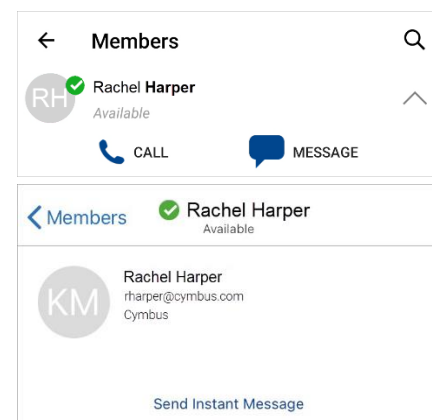 Members
RH Rachel Harper
Available
CALL MESSAGE
Members Rachel Harper
Available
KM Rachel Harper
rharper@cymbus.com
Cymbus
Send Instant Message